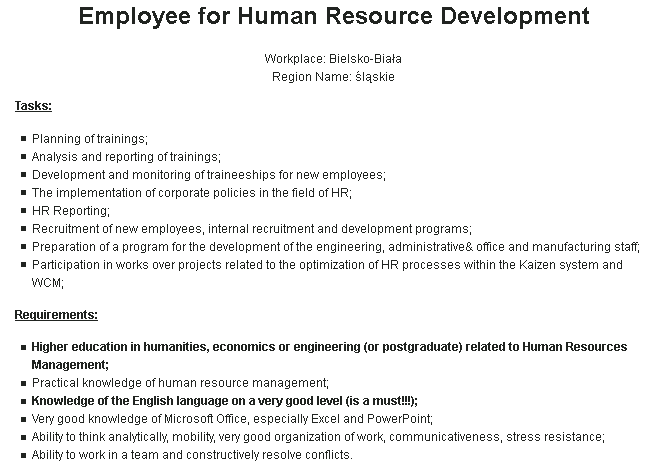 Employee for Human Resource Development
Workplace: Bielsko-Biała
Region Name: śląskie
Tasks:
Planning of trainings;
Analysis and reporting of trainings;
Development and monitoring of traineeships for new employees;
The implementation of corporate policies in the field of HR;
HR Reporting;
Recruitment of new employees, internal recruitment and development programs;
Preparation of a program for the development of the engineering, administrative& office and manufacturing staff;
Participation in works over projects related to the optimization of HR processes within the Kaizen system and
WCM;
Requirements:
Higher education in humanities, economics or engineering (or postgraduate) related to Human Resources
Management;
Practical knowledge of human resource management;
Knowledge of the English language on a very good level (is a must!!!);
Very good knowledge of Microsoft Office, especially Excel and PowerPoint;
Ability to think analytically, mobility, very good organization of work, communicativeness, stress resistance;
Ability to work in a team and constructively resolve conflicts.